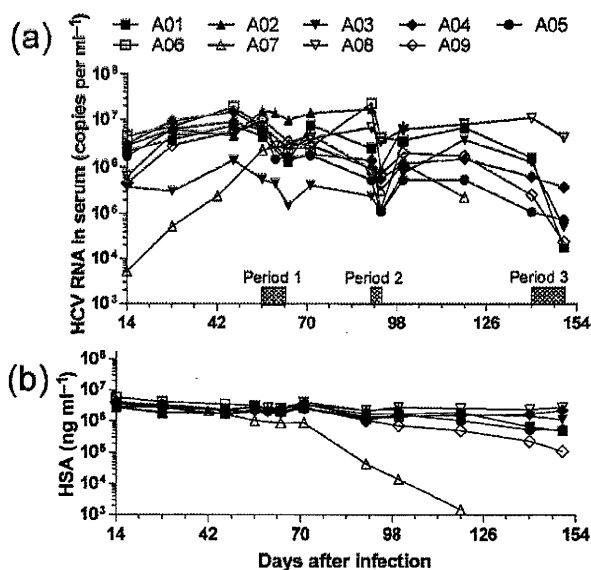 (a)
A01 A02 A03 A04 A05
A06 A07 A08 A09
HCV RNA in serum (copies per ml⁻¹)
10⁸
10⁷
10⁶
10⁶
10⁴
10³
Period 1 Period 2 Period 3
14 42 70 98 126 154
(b)
HSA (ng ml⁻¹)
10⁸
10⁷
10⁶
10⁵
10⁴
10³
14 42 70 98 126 154
Days after infection